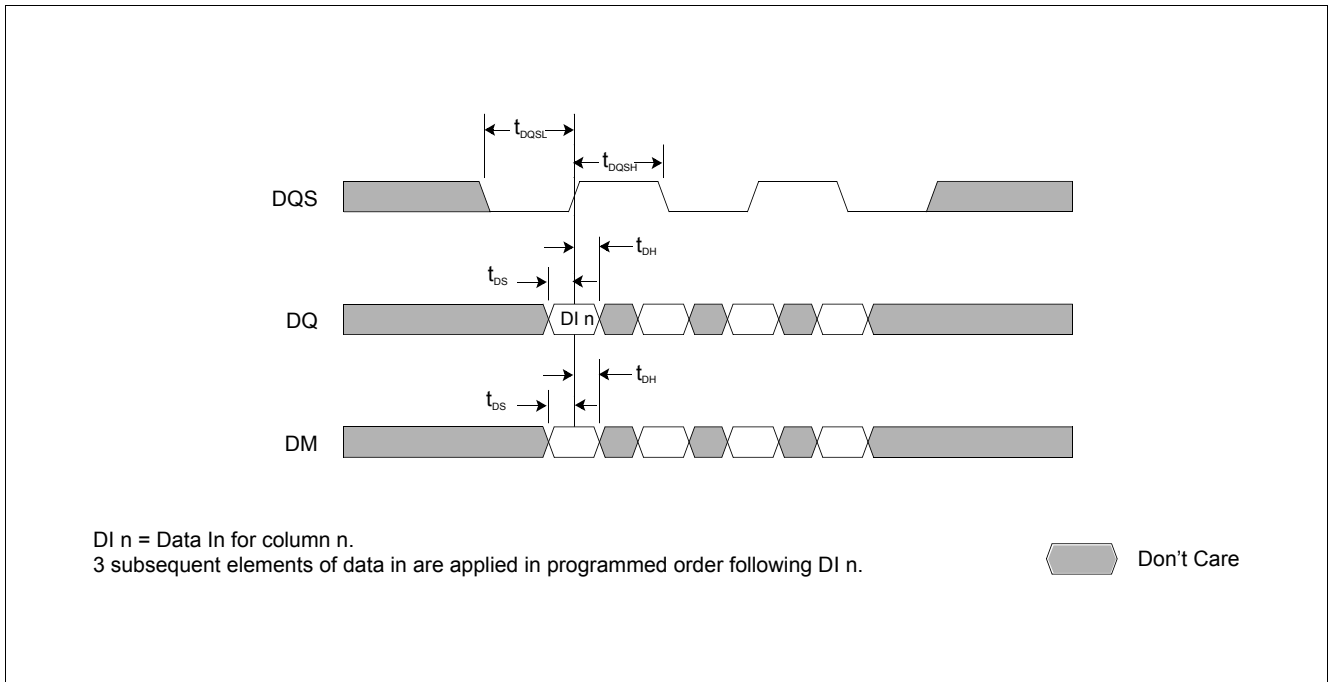 tDQSL
tDQSH
DQS
tDH
tDS
DQ
DI n
tDH
tDS
DM
DI n = Data In for column n.
3 subsequent elements of data in are applied in programmed order following DI n.
Don't Care